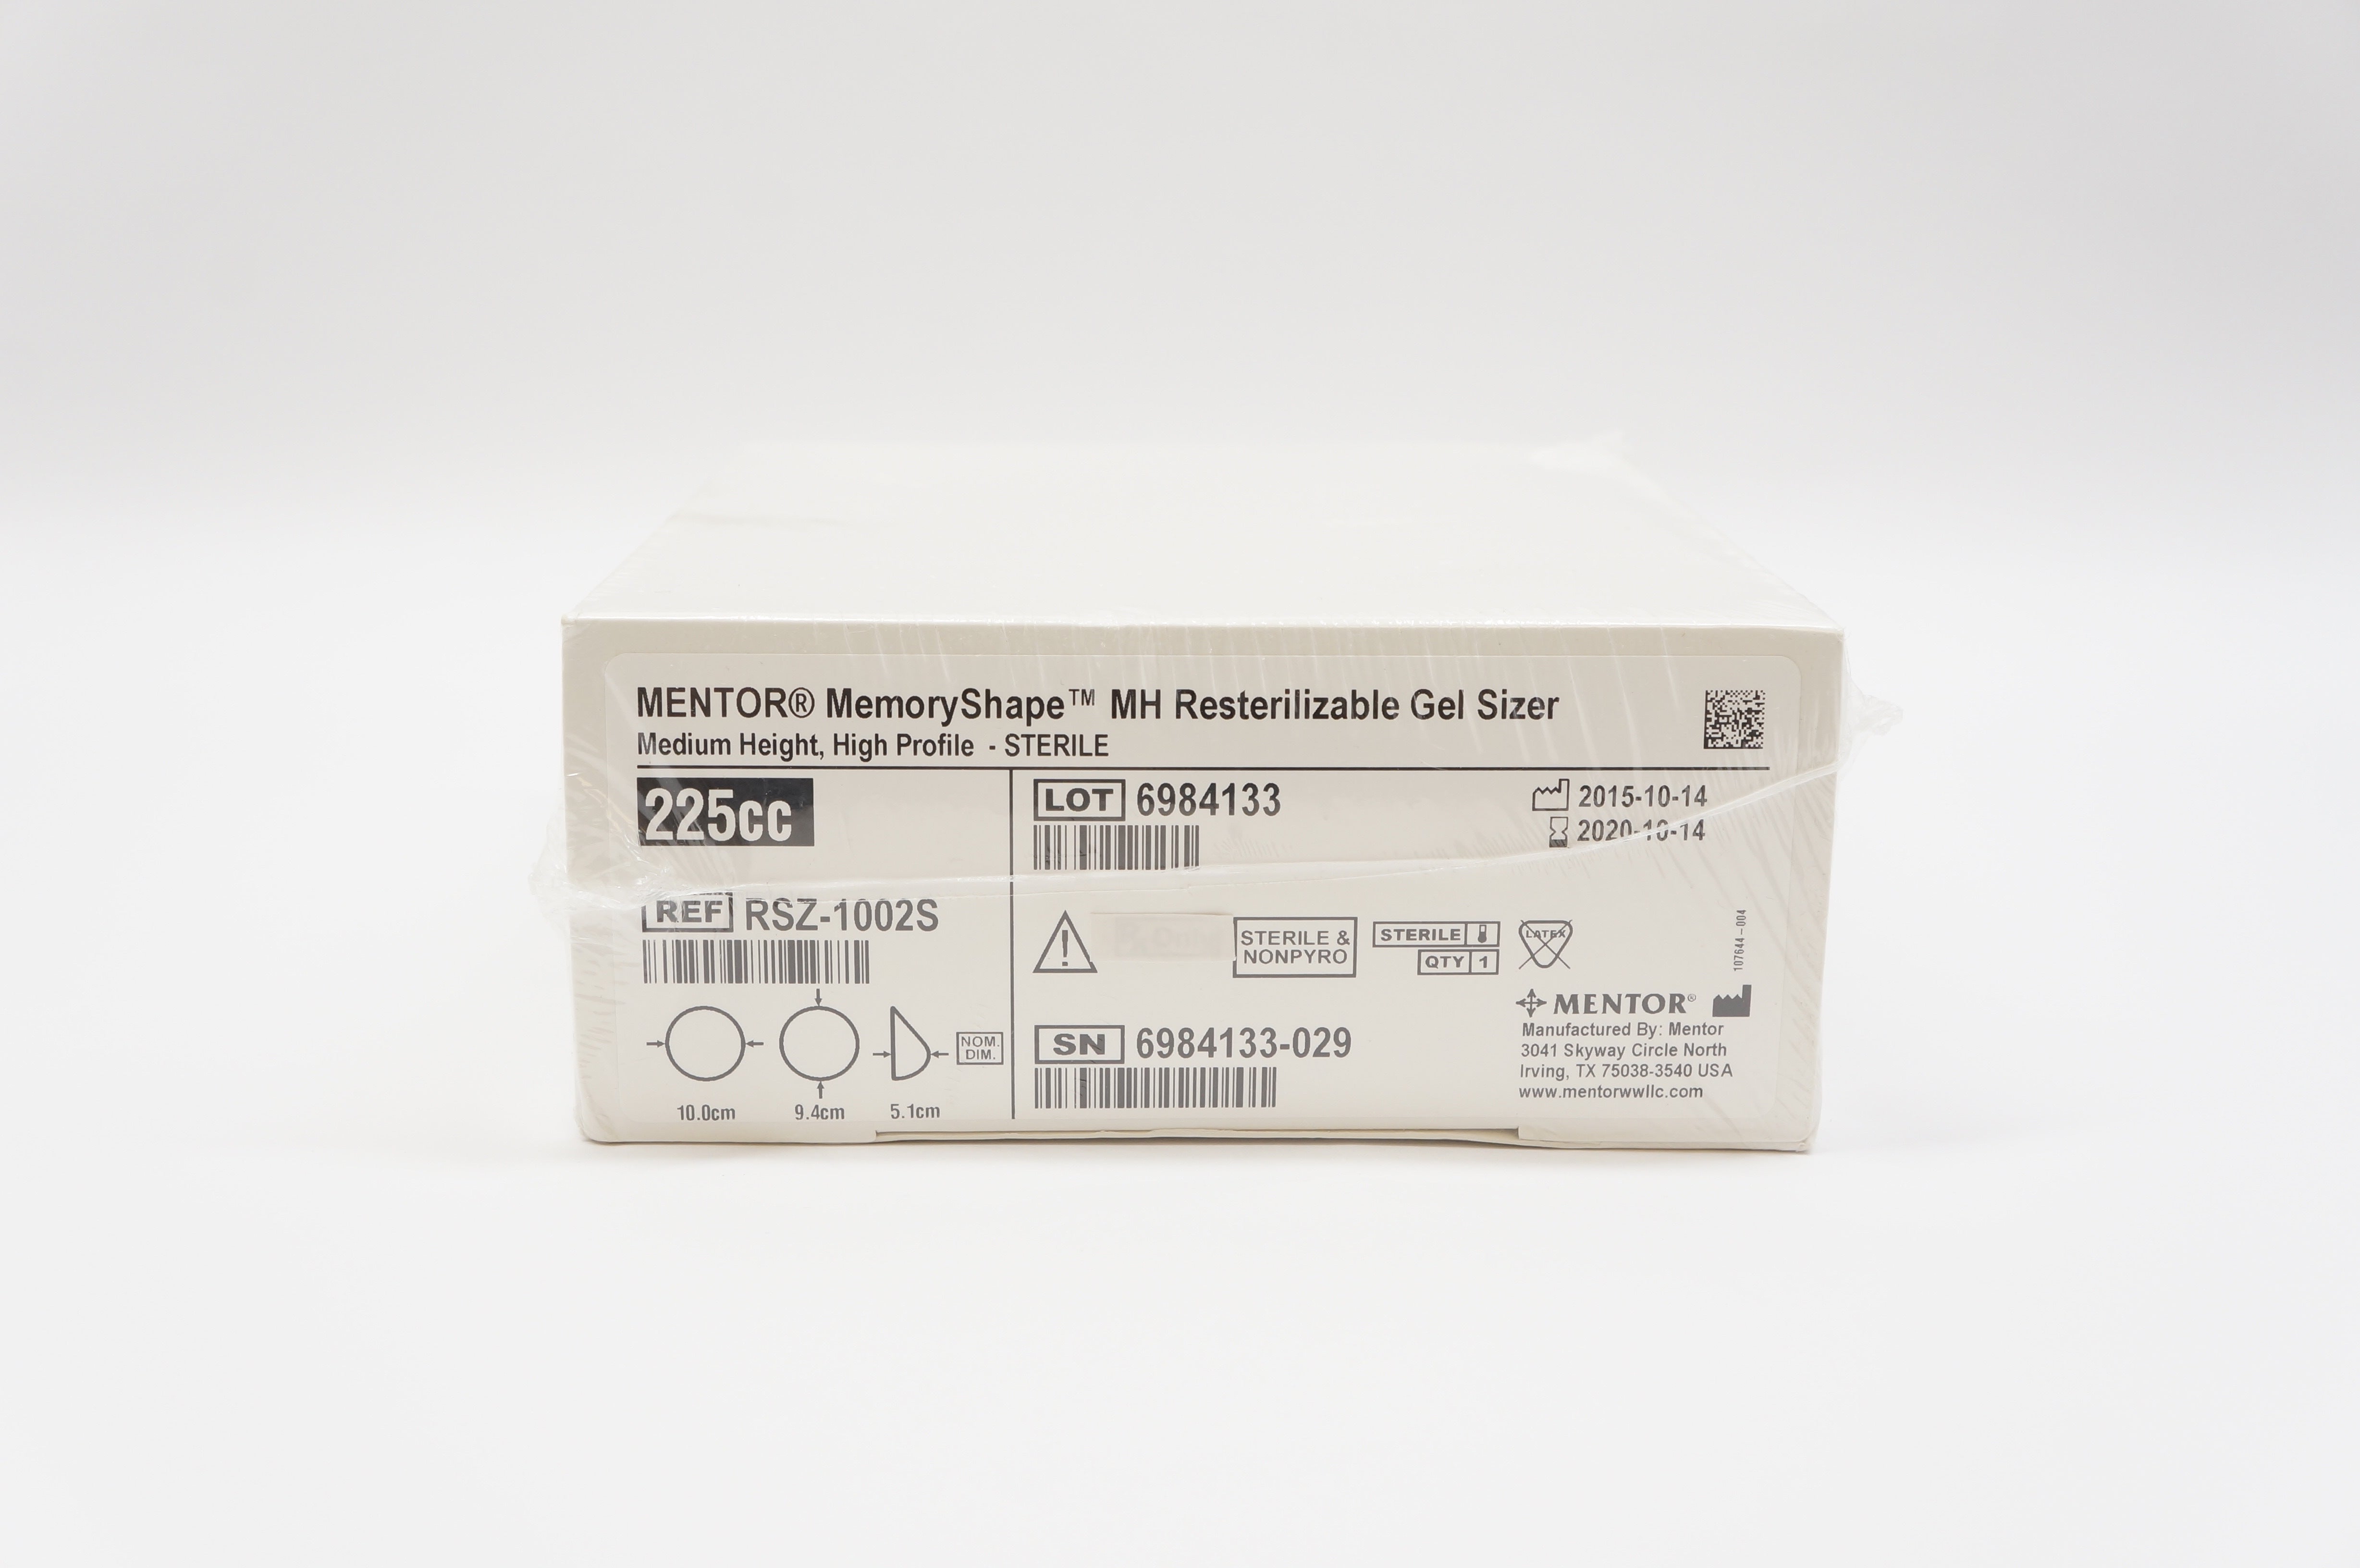 MENTOR® MemoryShape™ MH Resterilizable Gel Sizer
Medium Height, High Profile - STERILE
225cc
LOT 6984133
2015-10-14
2020-10-14
REF RSZ-1002S
STERILE & NONPYRO
STERILE
QTY 1
LATEX
107644-004
10.0cm
9.4cm
5.1cm
NOM. DIM.
SN 6984133-029
MENTOR®
Manufactured By: Mentor
3041 Skyway Circle North
Irving, TX 75038-3540 USA
www.mentorwwllc.com